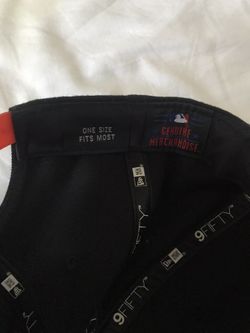 ONE SIZE
FITS MOST
GENUINE
MERCHANDISE
9FIFTY
9FIFTY